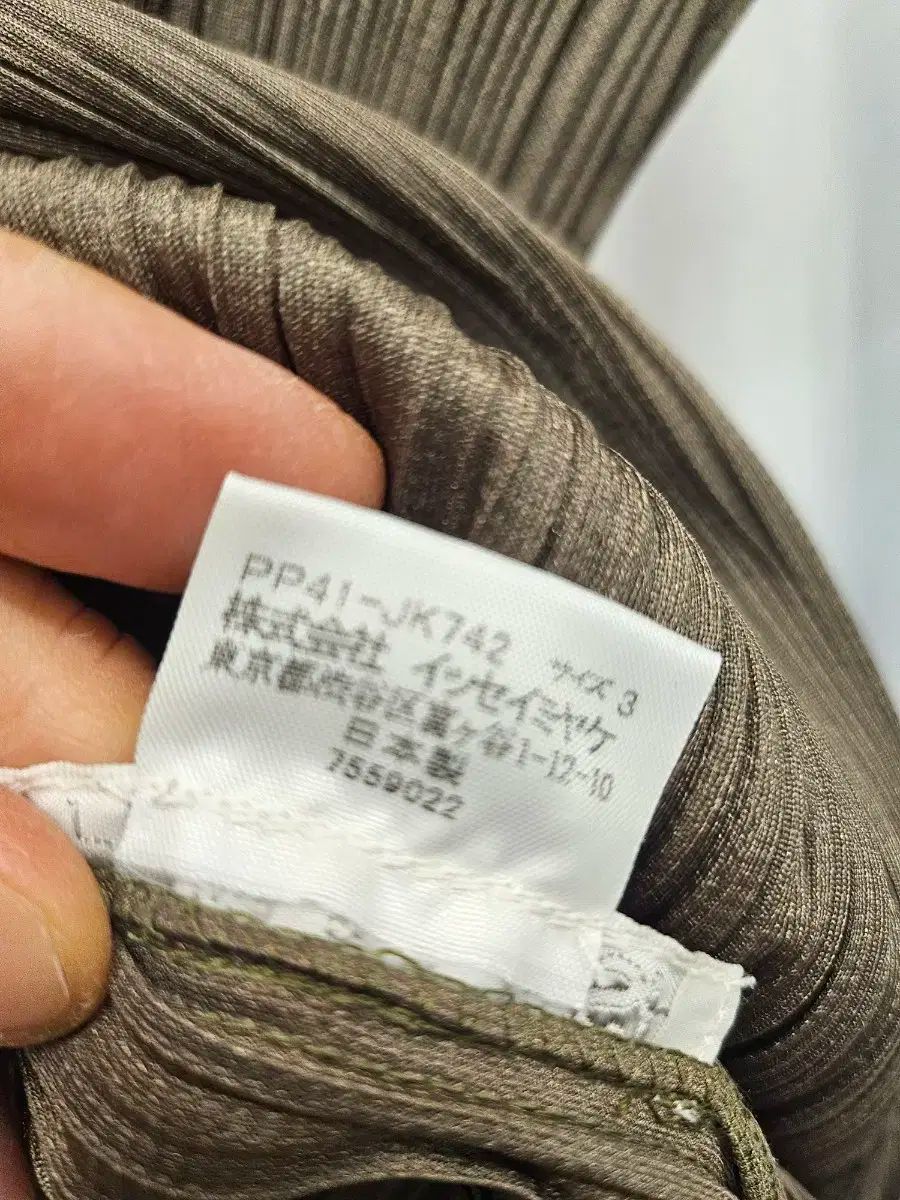 PP41-JK742
サイズ 3
株式会社 イッセイミヤケ
東京都渋谷区富ヶ谷1-12-10
日本製
7559022